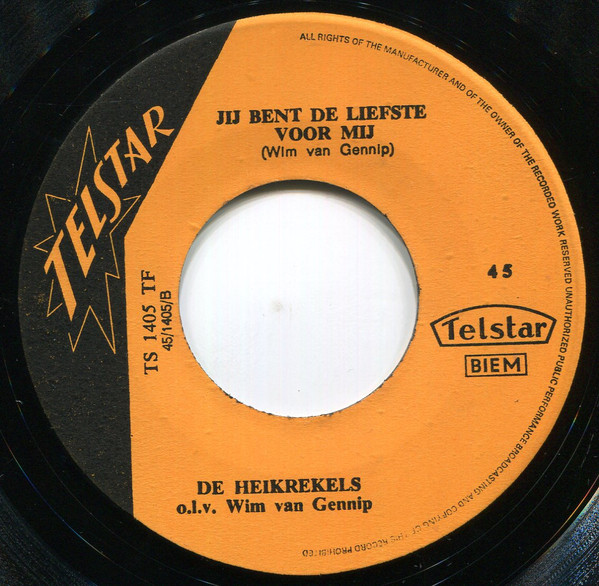 ALL RIGHTS OF THE MANUFACTURER AND OF THE OWNER OF THE RECORDED WORK RESERVED UNAUTHORIZED PUBLIC PERFORMANCE BROADCASTING AND COPYING OF THIS RECORD PROHIBITED
TELSTAR
JIJ BENT DE LIEFSTE
VOOR MIJ
(Wim van Gennip)
45
TS 1405 TF
45/1405/B
Telstar
BIEM
DE HEIKREKELS
o.l.v. Wim van Gennip